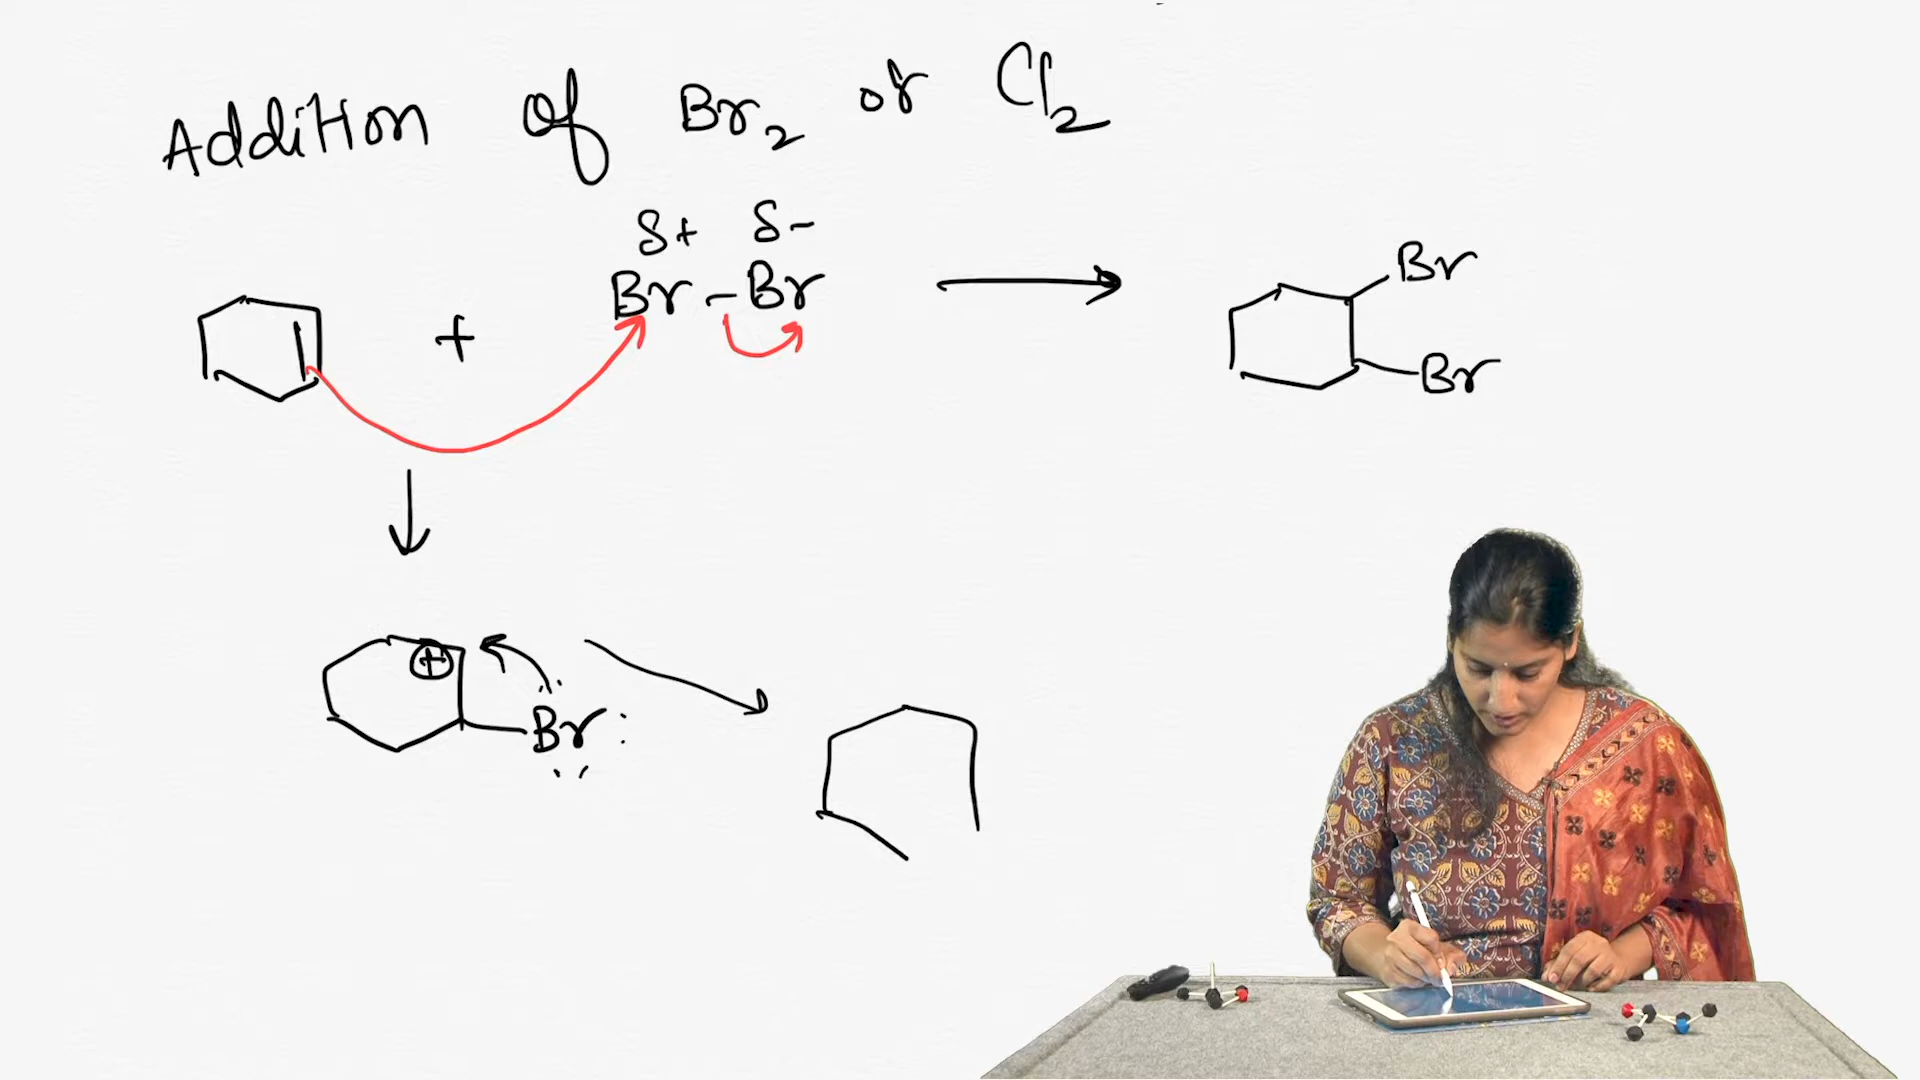 Addition of Br₂ or Cl₂
δ+ δ-
+ Br-Br
Br
Br
+
Br